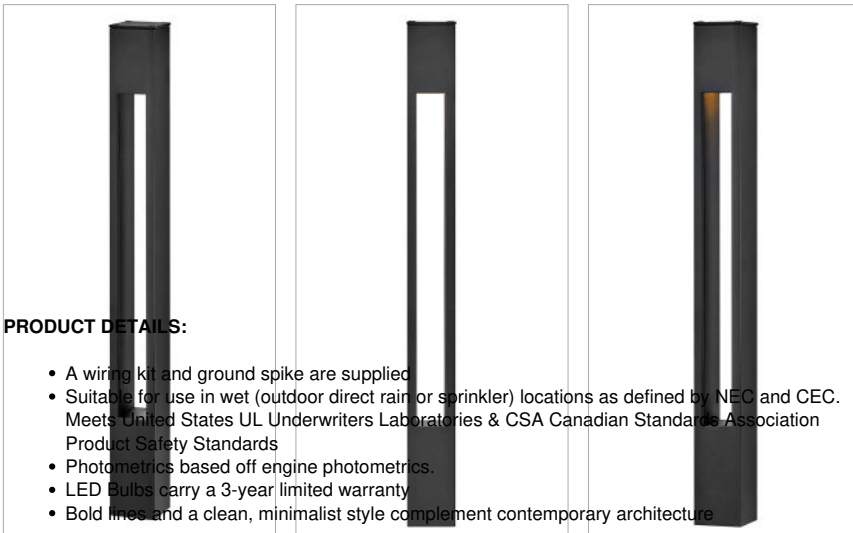 PRODUCT DETAILS:
• A wiring kit and ground spike are supplied
• Suitable for use in wet (outdoor direct rain or sprinkler) locations as defined by NEC and CEC.
Meets United States UL Underwriters Laboratories & CSA Canadian Standards Association
Product Safety Standards
• Photometrics based off engine photometrics.
• LED Bulbs carry a 3-year limited warranty
• Bold lines and a clean, minimalist style complement contemporary architecture